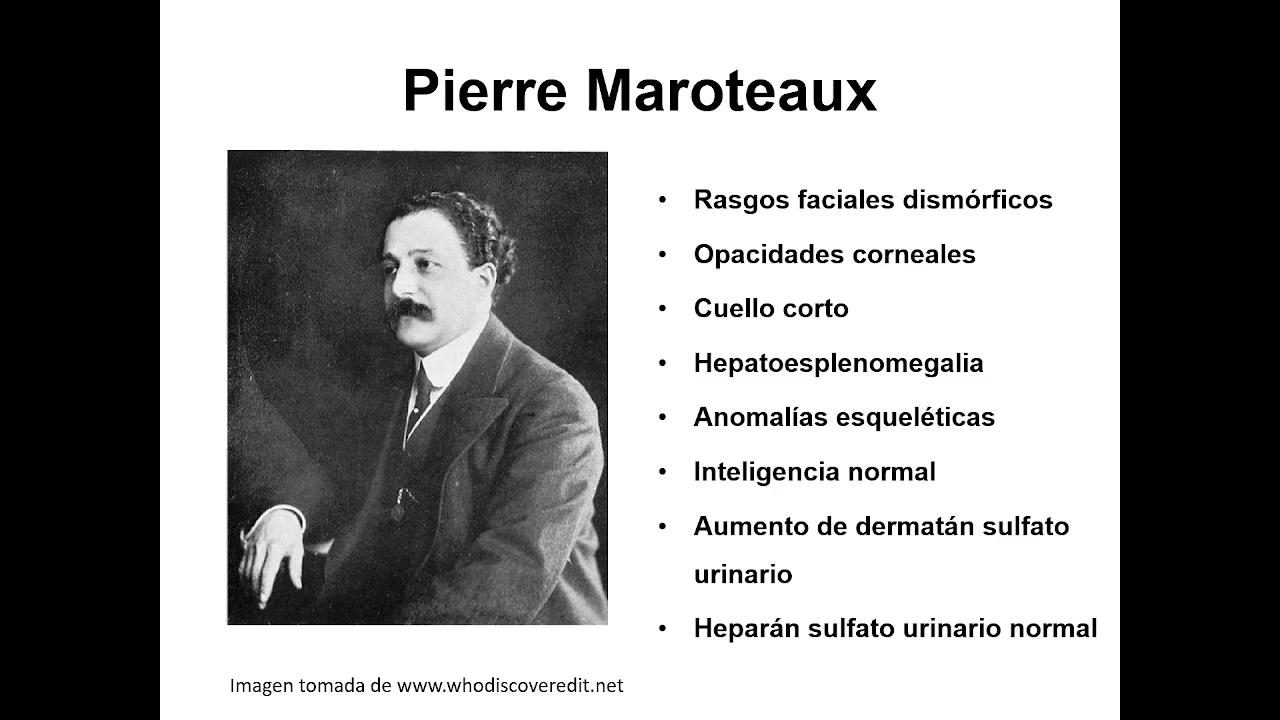 Pierre Maroteaux
• Rasgos faciales dismórficos
• Opacidades corneales
• Cuello corto
• Hepatoesplenomegalia
• Anomalías esqueléticas
• Inteligencia normal
• Aumento de dermatán sulfato
urinario
• Heparán sulfato urinario normal
Imagen tomada de www.whodiscoveredit.net